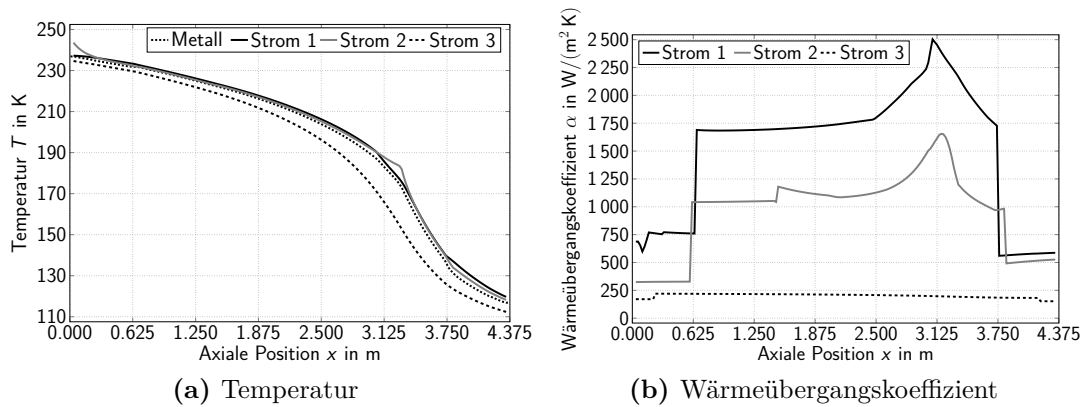 Temperatur T in K
250
230
210
190
170
150
130
110
Metall Strom 1 Strom 2 Strom 3
0.000 0.625 1.250 1.875 2.500 3.125 3.750 4.375
Axiale Position x in m
(a) Temperatur
Wärmeübergangskoeffizient α in W/(m² K)
2 500
2 250
2 000
1 750
1 500
1 250
1 000
750
500
250
0
Strom 1 Strom 2 Strom 3
0.000 0.625 1.250 1.875 2.500 3.125 3.750 4.375
Axiale Position x in m
(b) Wärmeübergangskoeffizient